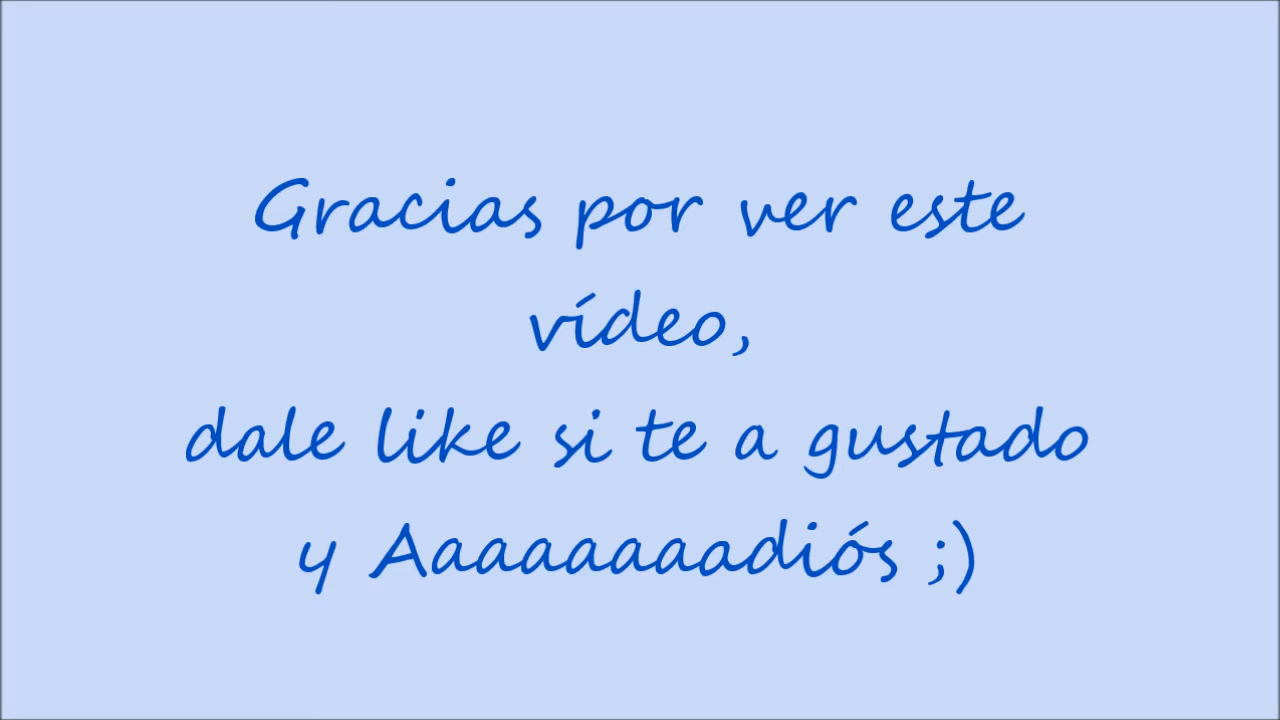 Gracias por ver este
vídeo,
dale like si te a gustado
y Aaaaaaaadiós ;)